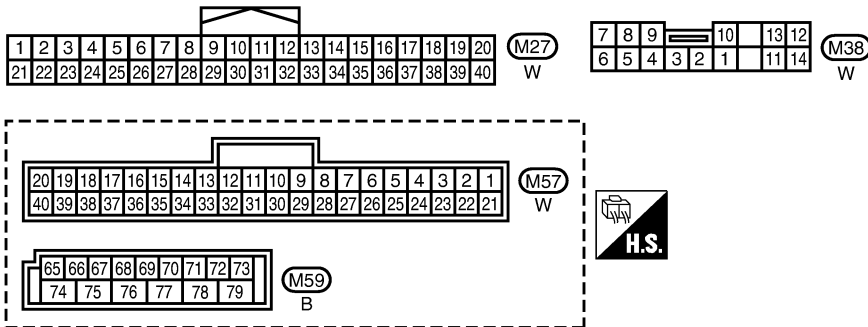 1 2 3 4 5 6 7 8 9 10 11 12 13 14 15 16 17 18 19 20
21 22 23 24 25 26 27 28 29 30 31 32 33 34 35 36 37 38 39 40
M27
W
7 8 9 10 13 12
6 5 4 3 2 1 11 14
M38
W
20 19 18 17 16 15 14 13 12 11 10 9 8 7 6 5 4 3 2 1
40 39 38 37 36 35 34 33 32 31 30 29 28 27 26 25 24 23 22 21
M57
W
65 66 67 68 69 70 71 72 73
74 75 76 77 78 79
M59
B
H.S.